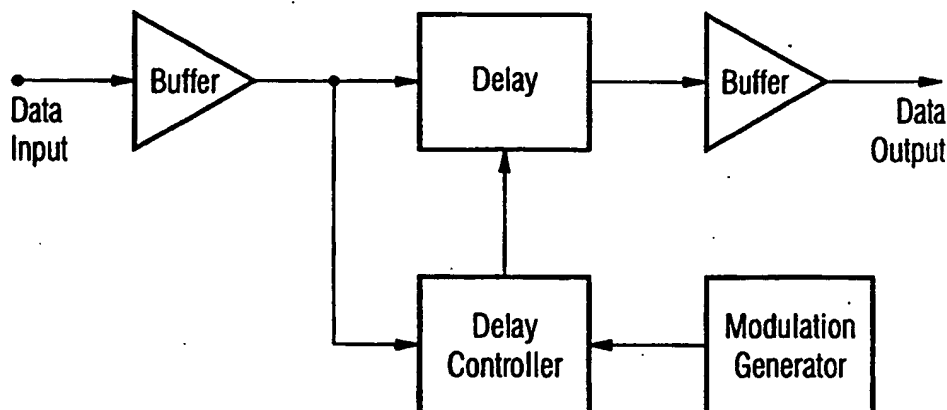 Buffer
Delay
Buffer
Data
Input
Data
Output
Delay
Controller
Modulation
Generator